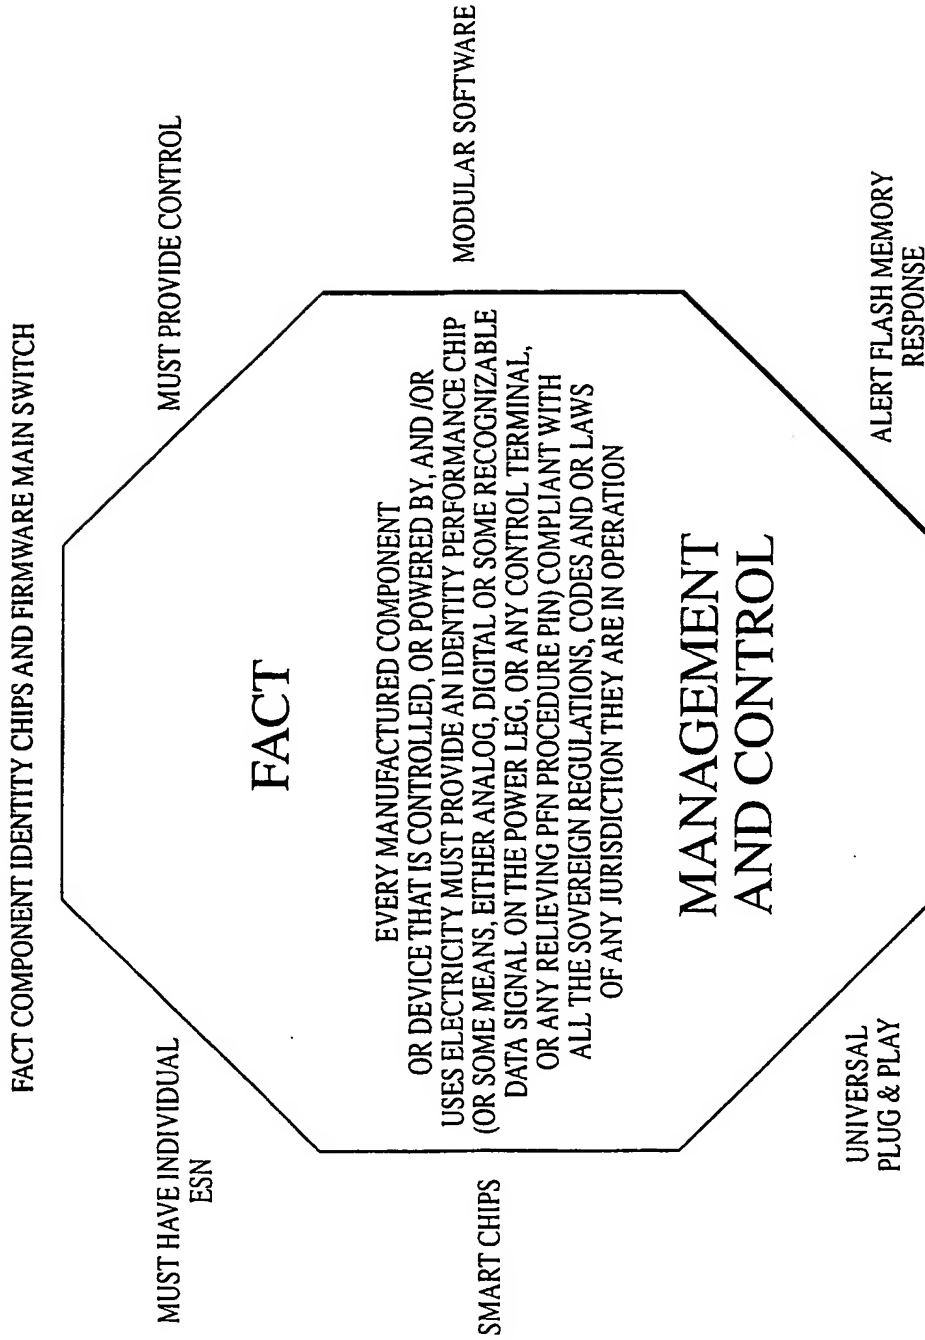 FACT COMPONENT IDENTITY CHIPS AND FIRMWARE MAIN SWITCH
MUST HAVE INDIVIDUAL
ESN
MUST PROVIDE CONTROL
FACT
EVERY MANUFACTURED COMPONENT
OR DEVICE THAT IS CONTROLLED, OR POWERED BY, AND /OR
USES ELECTRICITY MUST PROVIDE AN IDENTITY PERFORMANCE CHIP
(OR SOME MEANS, EITHER ANALOG, DIGITAL OR SOME RECOGNIZABLE
DATA SIGNAL ON THE POWER LEG, OR ANY CONTROL TERMINAL,
OR ANY RELIEVING PFN PROCEDURE PIN) COMPLIANT WITH
ALL THE SOVEREIGN REGULATIONS, CODES AND OR LAWS
OF ANY JURISDICTION THEY ARE IN OPERATION
SMART CHIPS
MODULAR SOFTWARE
MANAGEMENT
AND CONTROL
UNIVERSAL
PLUG & PLAY
ALERT FLASH MEMORY
RESPONSE